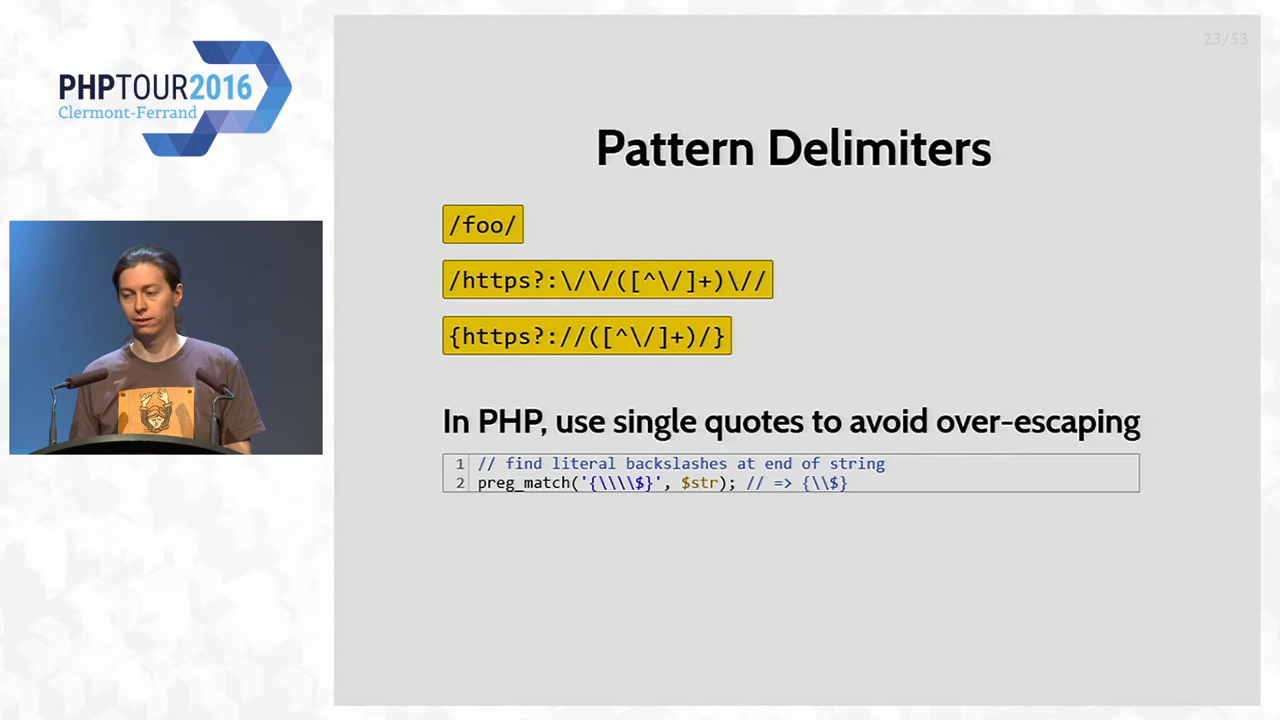 PHPTOUR2016
Clermont-Ferrand
23/53
Pattern Delimiters
/foo/
/https?:\/\/([^\/]+)\//
{https?://([^\/]+)/}
In PHP, use single quotes to avoid over-escaping
1 // find literal backslashes at end of string
2 preg_match('{\\\\$}', $str); // => {\\$}